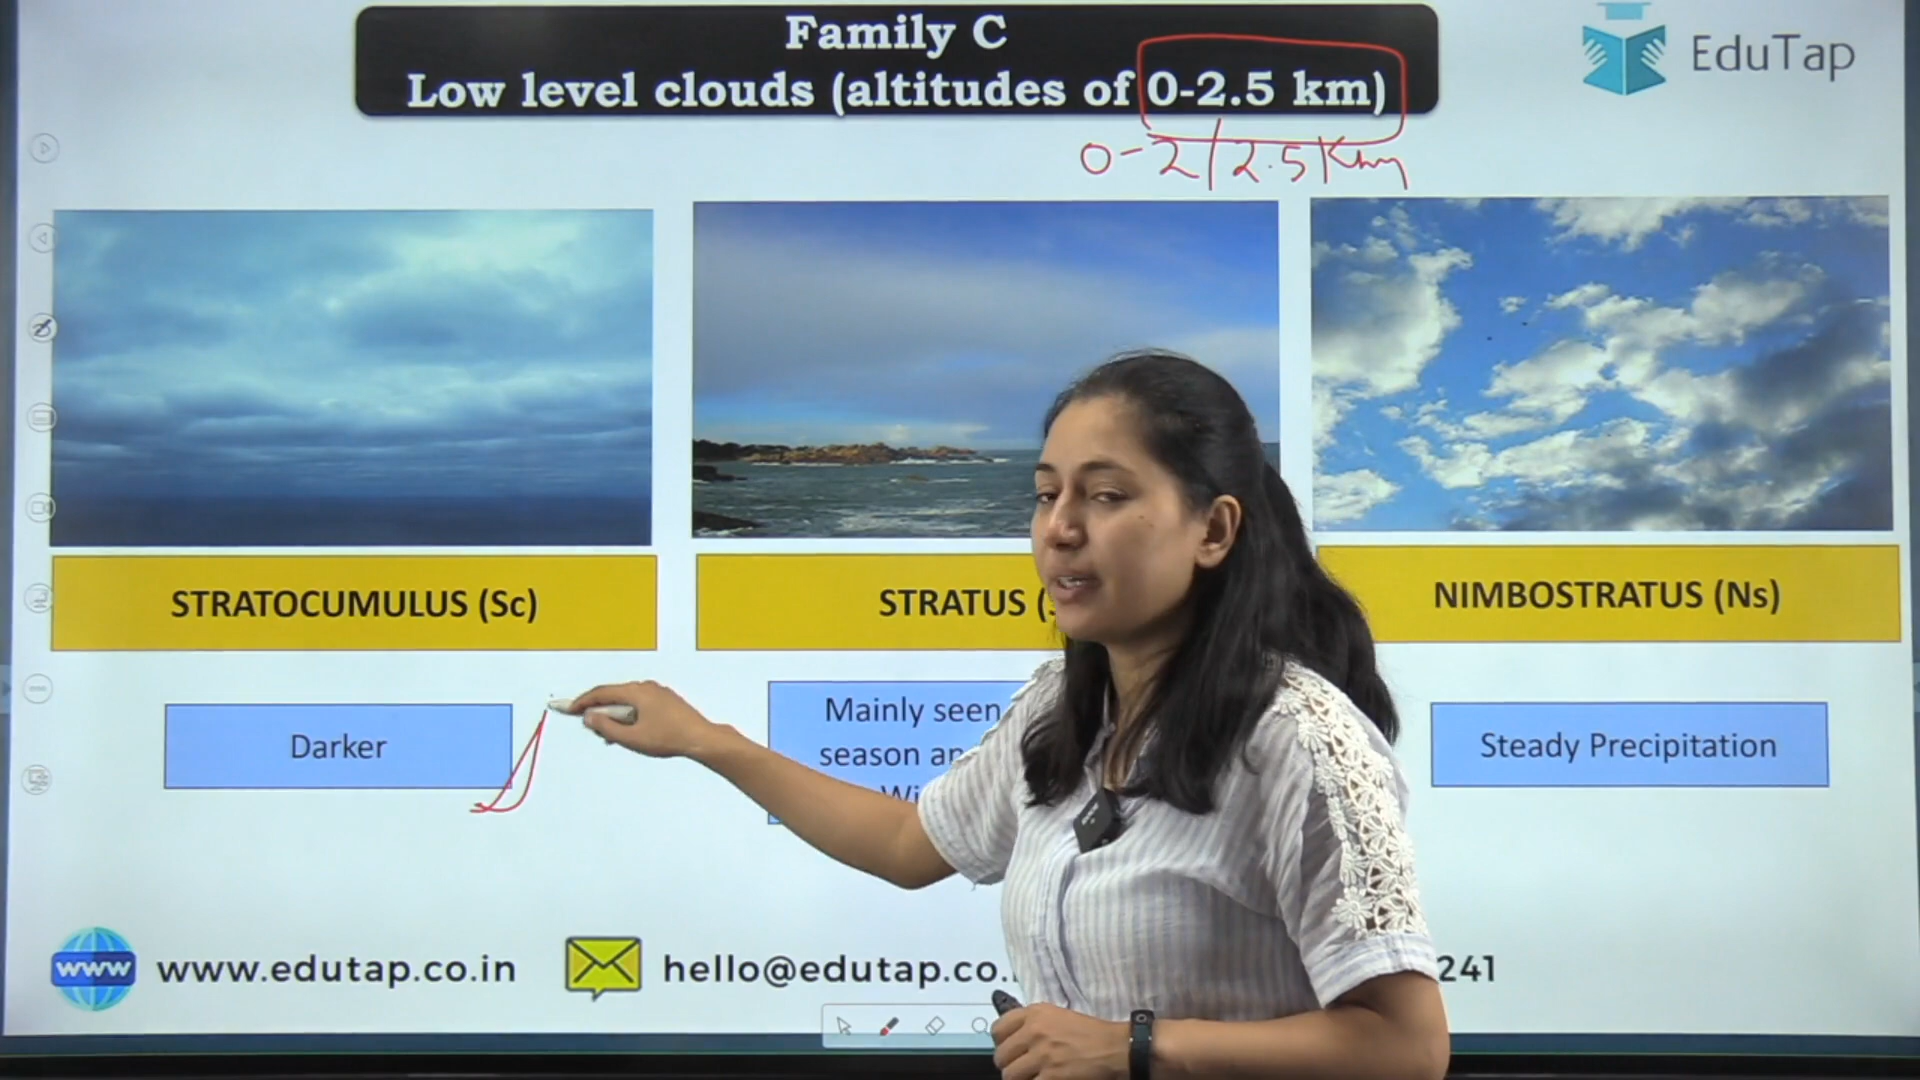 Family C
Low level clouds (altitudes of 0-2.5 km)
EduTap
0-2/2.5 Km
STRATOCUMULUS (Sc)
STRATUS
NIMBOSTRATUS (Ns)
Darker
Mainly seen
season
Steady Precipitation
www
www.edutap.co.in
hello@edutap.co.
241